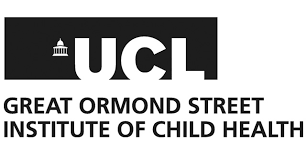 UCL
GREAT ORMOND STREET
INSTITUTE OF CHILD HEALTH